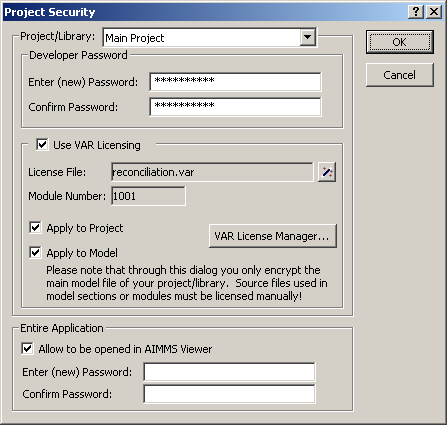 Project Security
Project/Library: Main Project
OK
Developer Password
Cancel
Enter (new) Password: **********
Confirm Password: **********
Use VAR Licensing
License File: reconciliation.var
Module Number: 1001
Apply to Project
VAR License Manager...
Apply to Model
Please note that through this dialog you only encrypt the
main model file of your project/library. Source files used in
model sections or modules must be licensed manually!
Entire Application
Allow to be opened in AIMMS Viewer
Enter (new) Password:
Confirm Password: